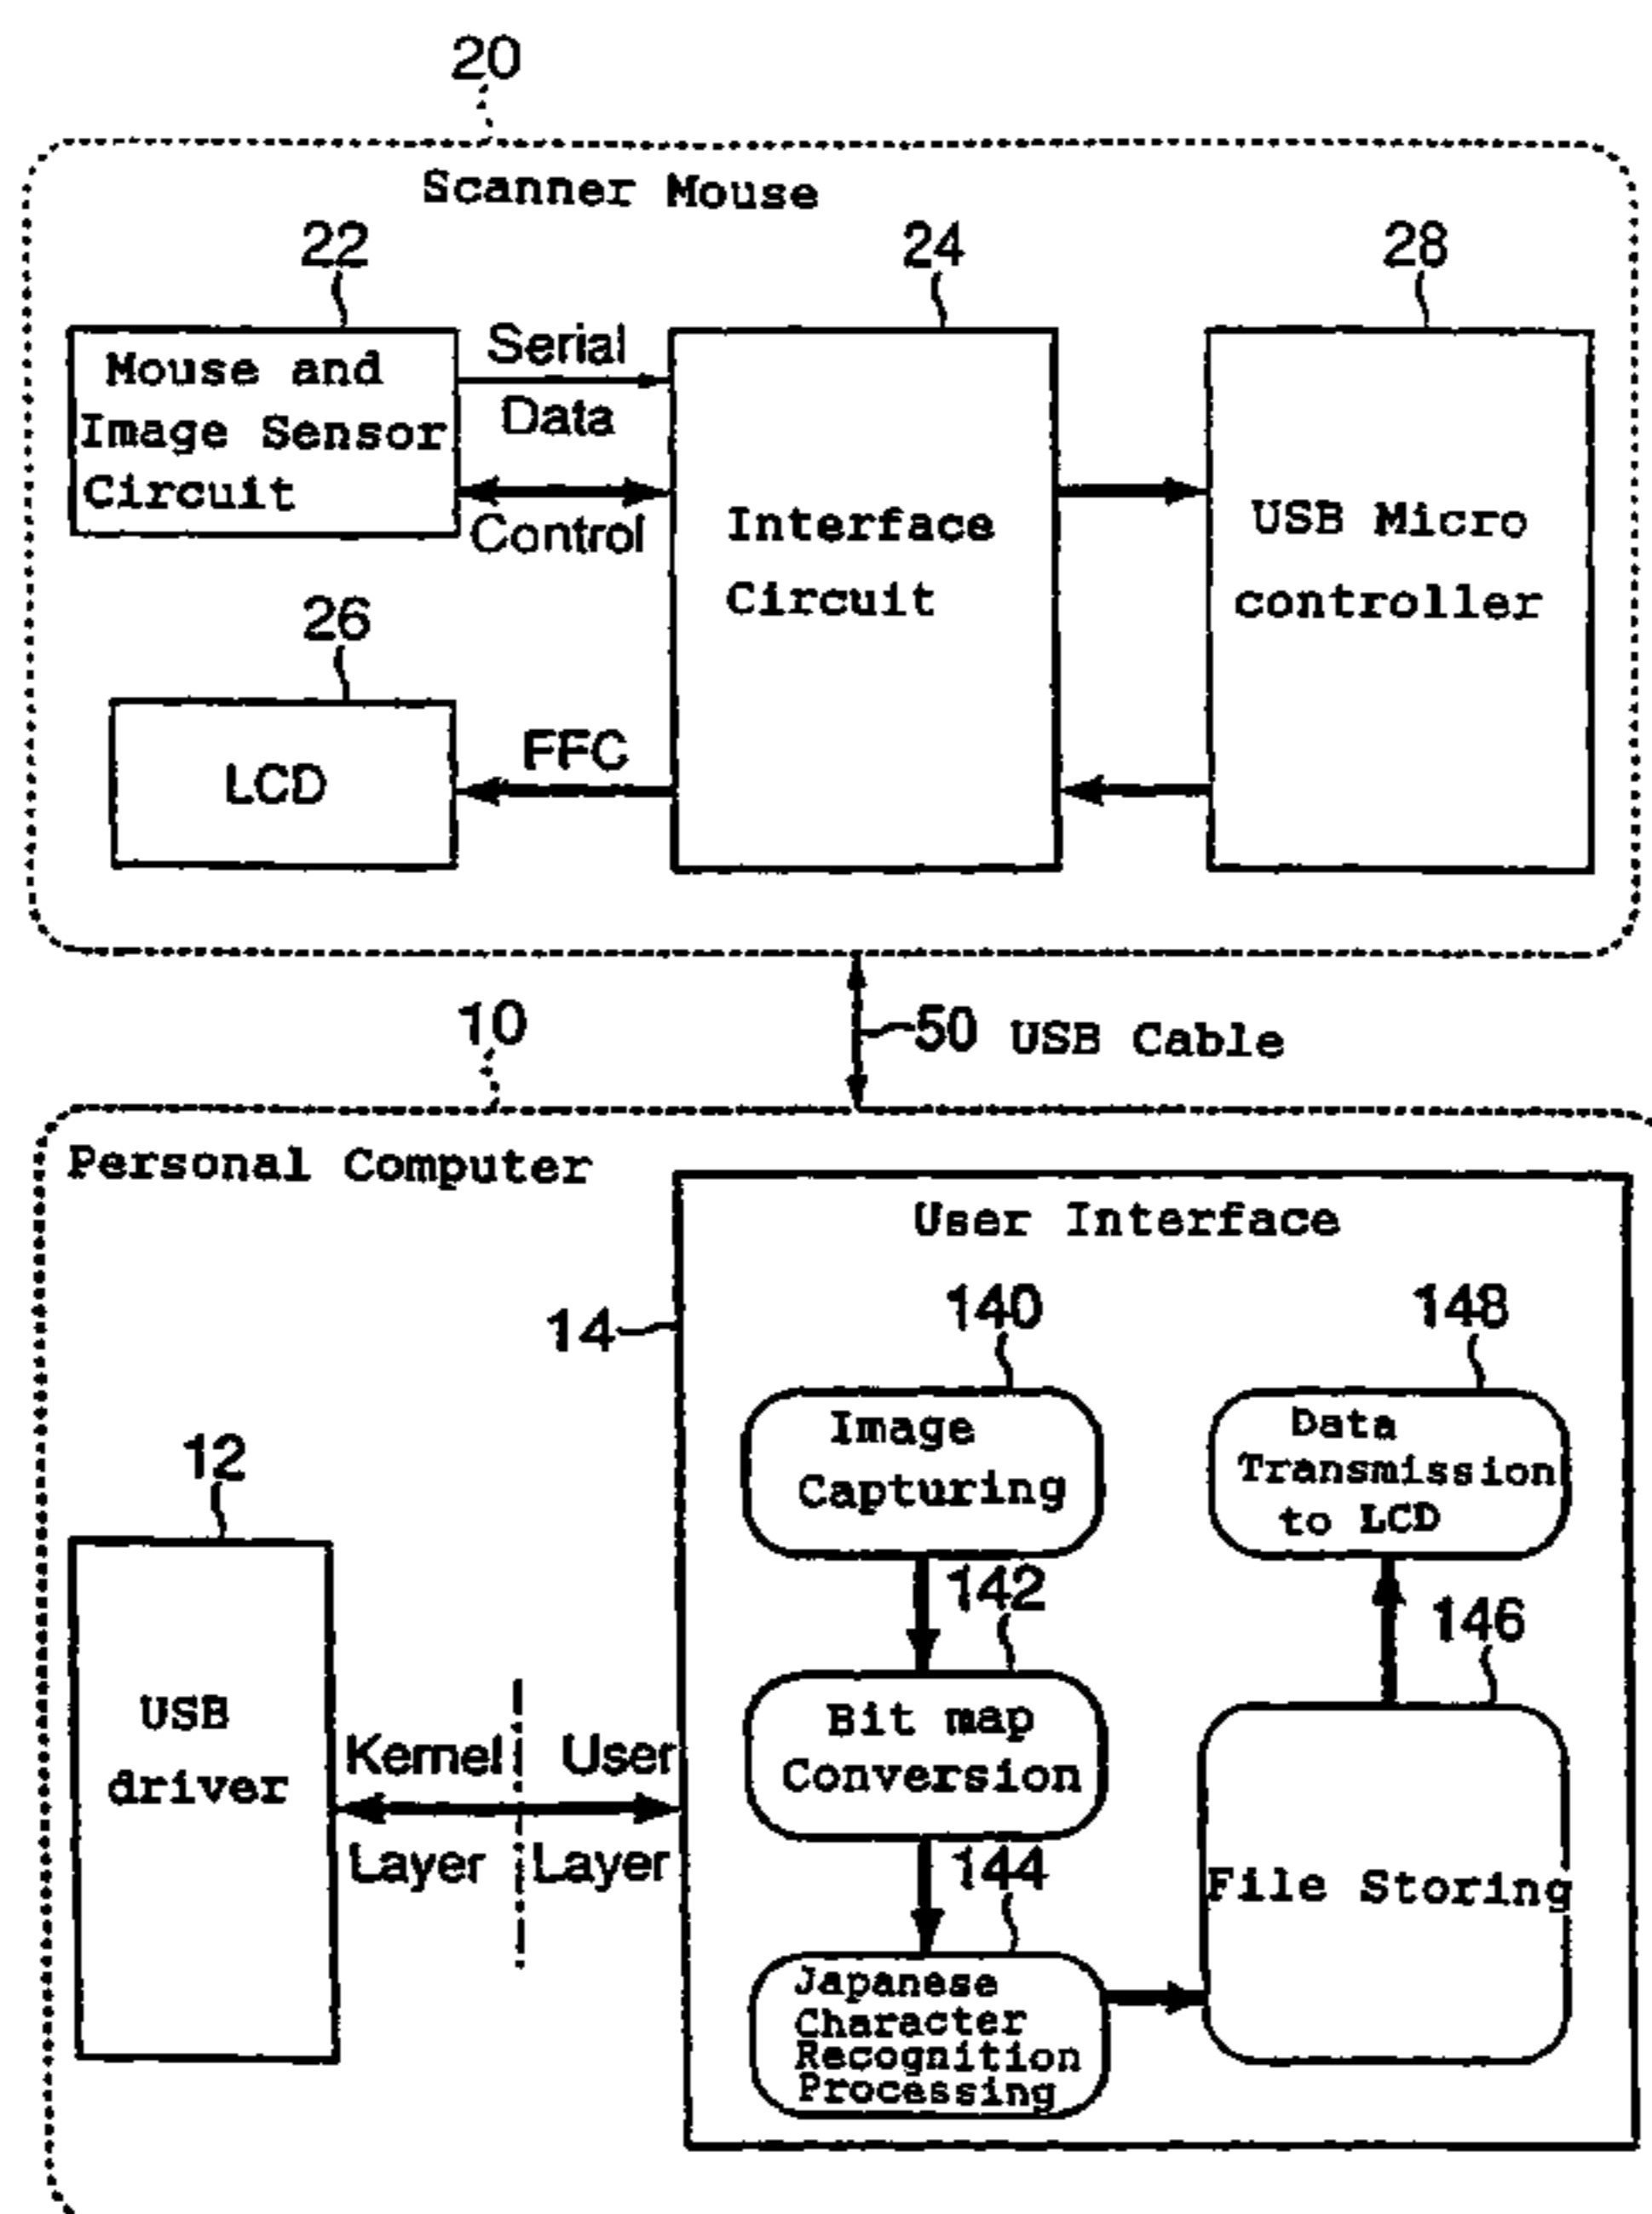 20
Scanner Mouse
22
24
28
Mouse and
Image Sensor
Circuit
Serial
Data
Control
Interface
Circuit
USB Micro
controller
26
LCD
FFC
50 USB Cable
10
Personal Computer
User Interface
14
140
148
Image
Capturing
Data
Transmission
to LCD
12
142
146
USB
driver
Kernel
Layer
User
Layer
Bit map
Conversion
144
File Storing
Japanese
Character
Recognition
Processing